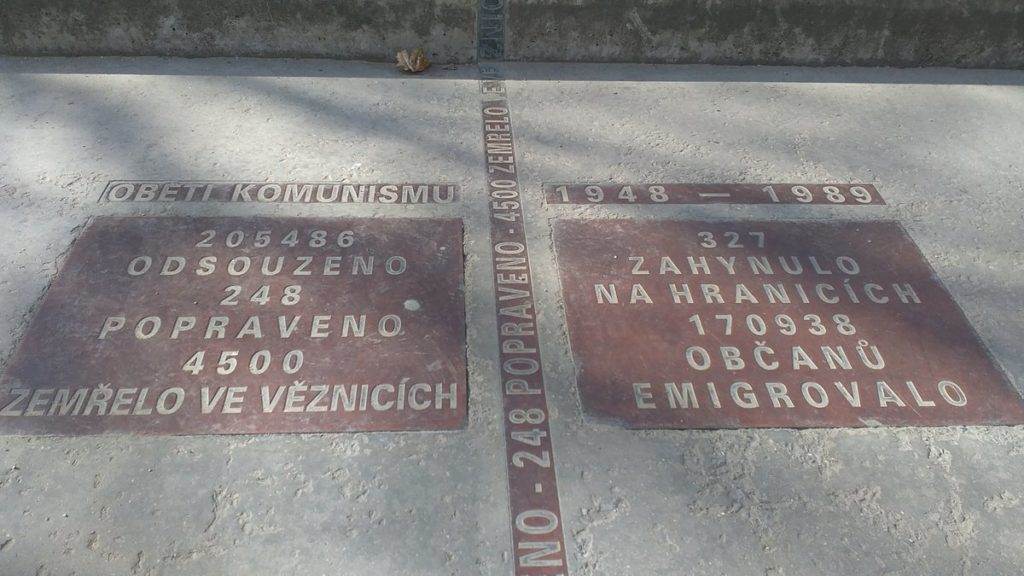 OBĚTI KOMUNISMU
205486
ODSOUZENO
248
POPRAVENO
4500
ZEMŘELO VE VĚZNICÍCH
1948 — 1989
327
ZAHYNULO
NA HRANICÍCH
170938
OBČANŮ
EMIGROVALO
NO - 248 POPRAVENO - 4500 ZEMŘELO